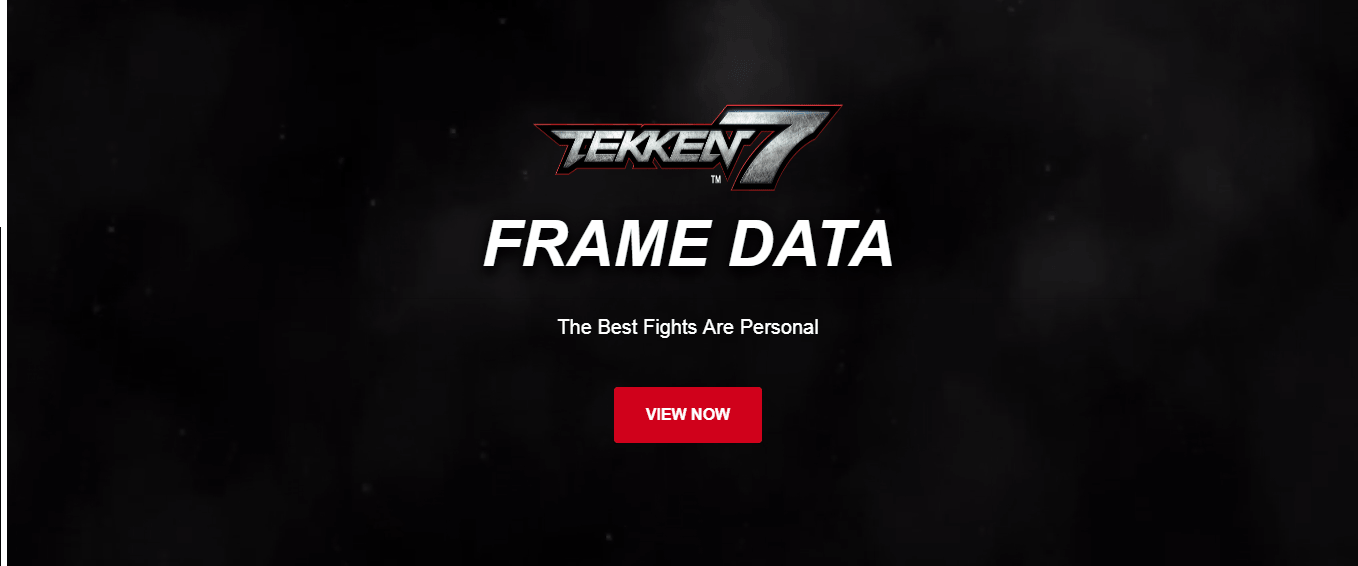 TEKKEN 7
TM
FRAME DATA
The Best Fights Are Personal
VIEW NOW